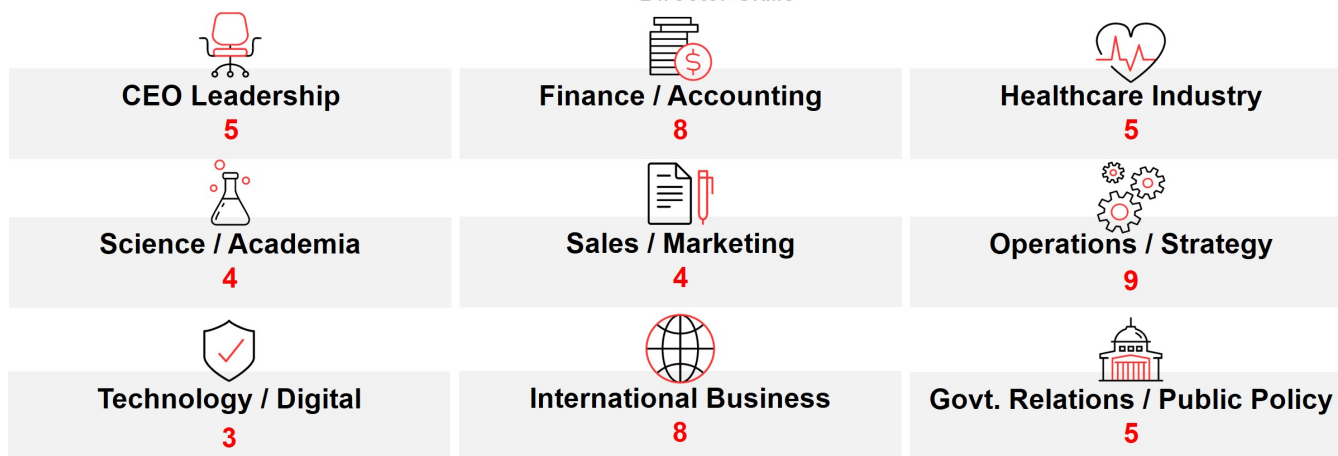 CEO Leadership
5
Finance / Accounting
8
Healthcare Industry
5
Science / Academia
4
Sales / Marketing
4
Operations / Strategy
9
Technology / Digital
3
International Business
8
Govt. Relations / Public Policy
5